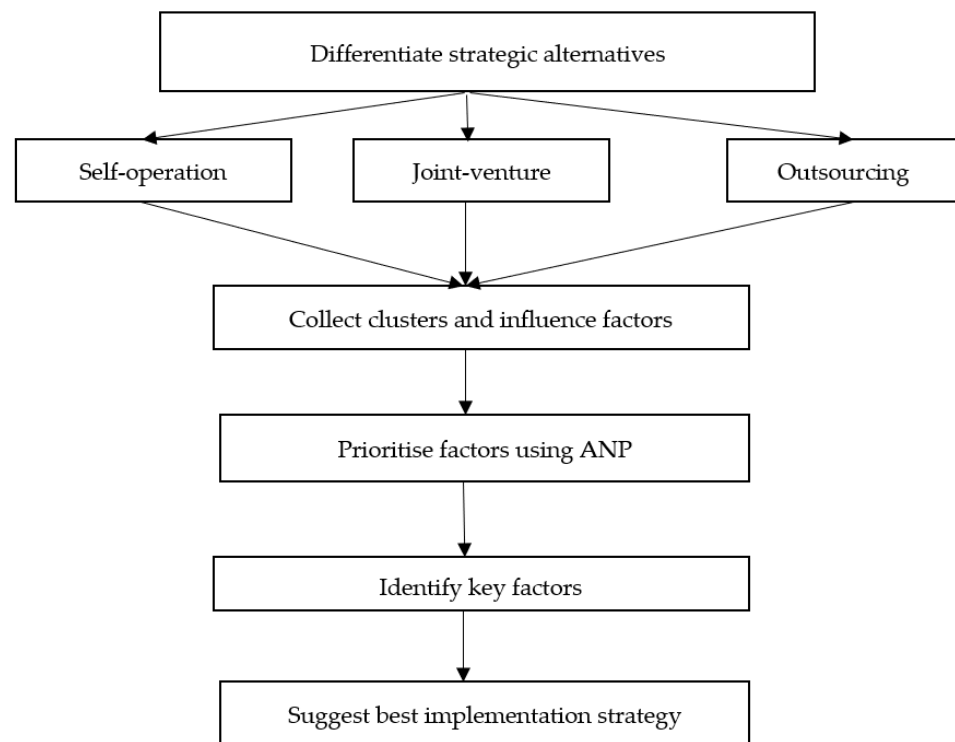 Differentiate strategic alternatives
Self-operation
Joint-venture
Outsourcing
Collect clusters and influence factors
Prioritise factors using ANP
Identify key factors
Suggest best implementation strategy